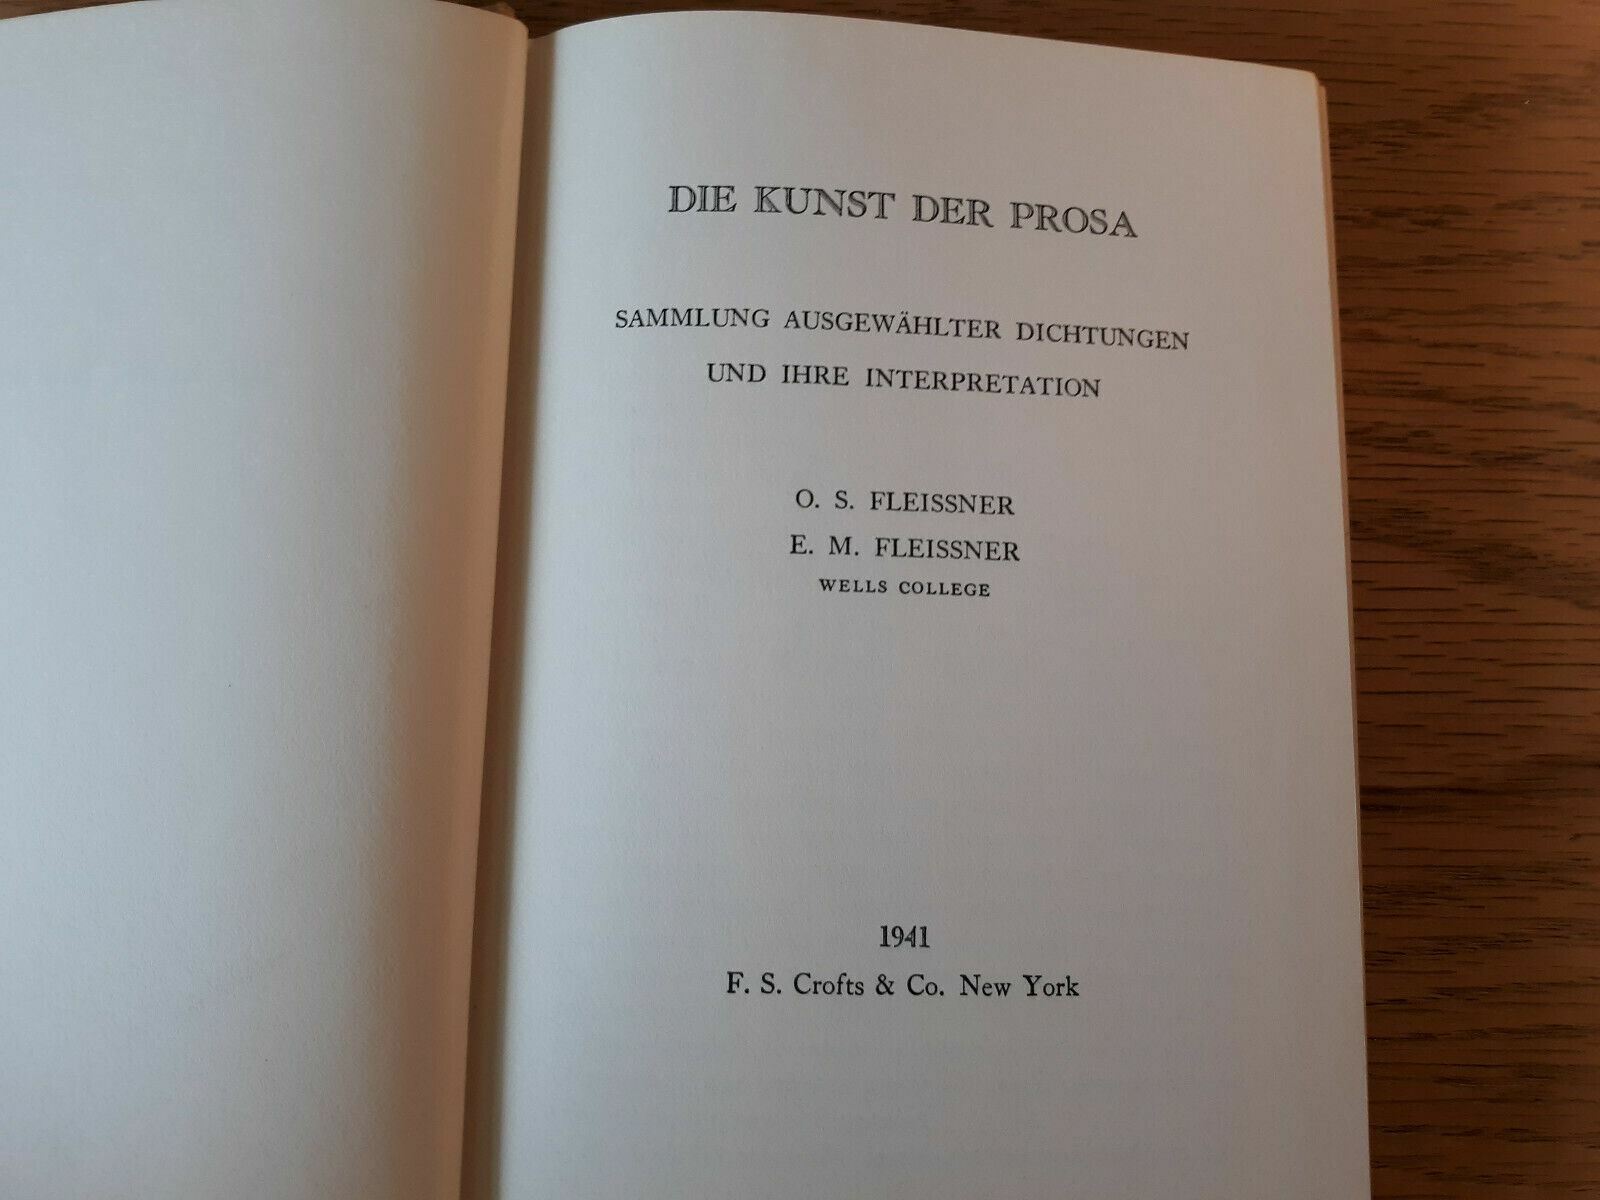 DIE KUNST DER PROSA
SAMMLUNG AUSGEWÄHLTER DICHTUNGEN
UND IHRE INTERPRETATION
O. S. FLEISSNER
E. M. FLEISSNER
WELLS COLLEGE
1941
F. S. Crofts & Co. New York